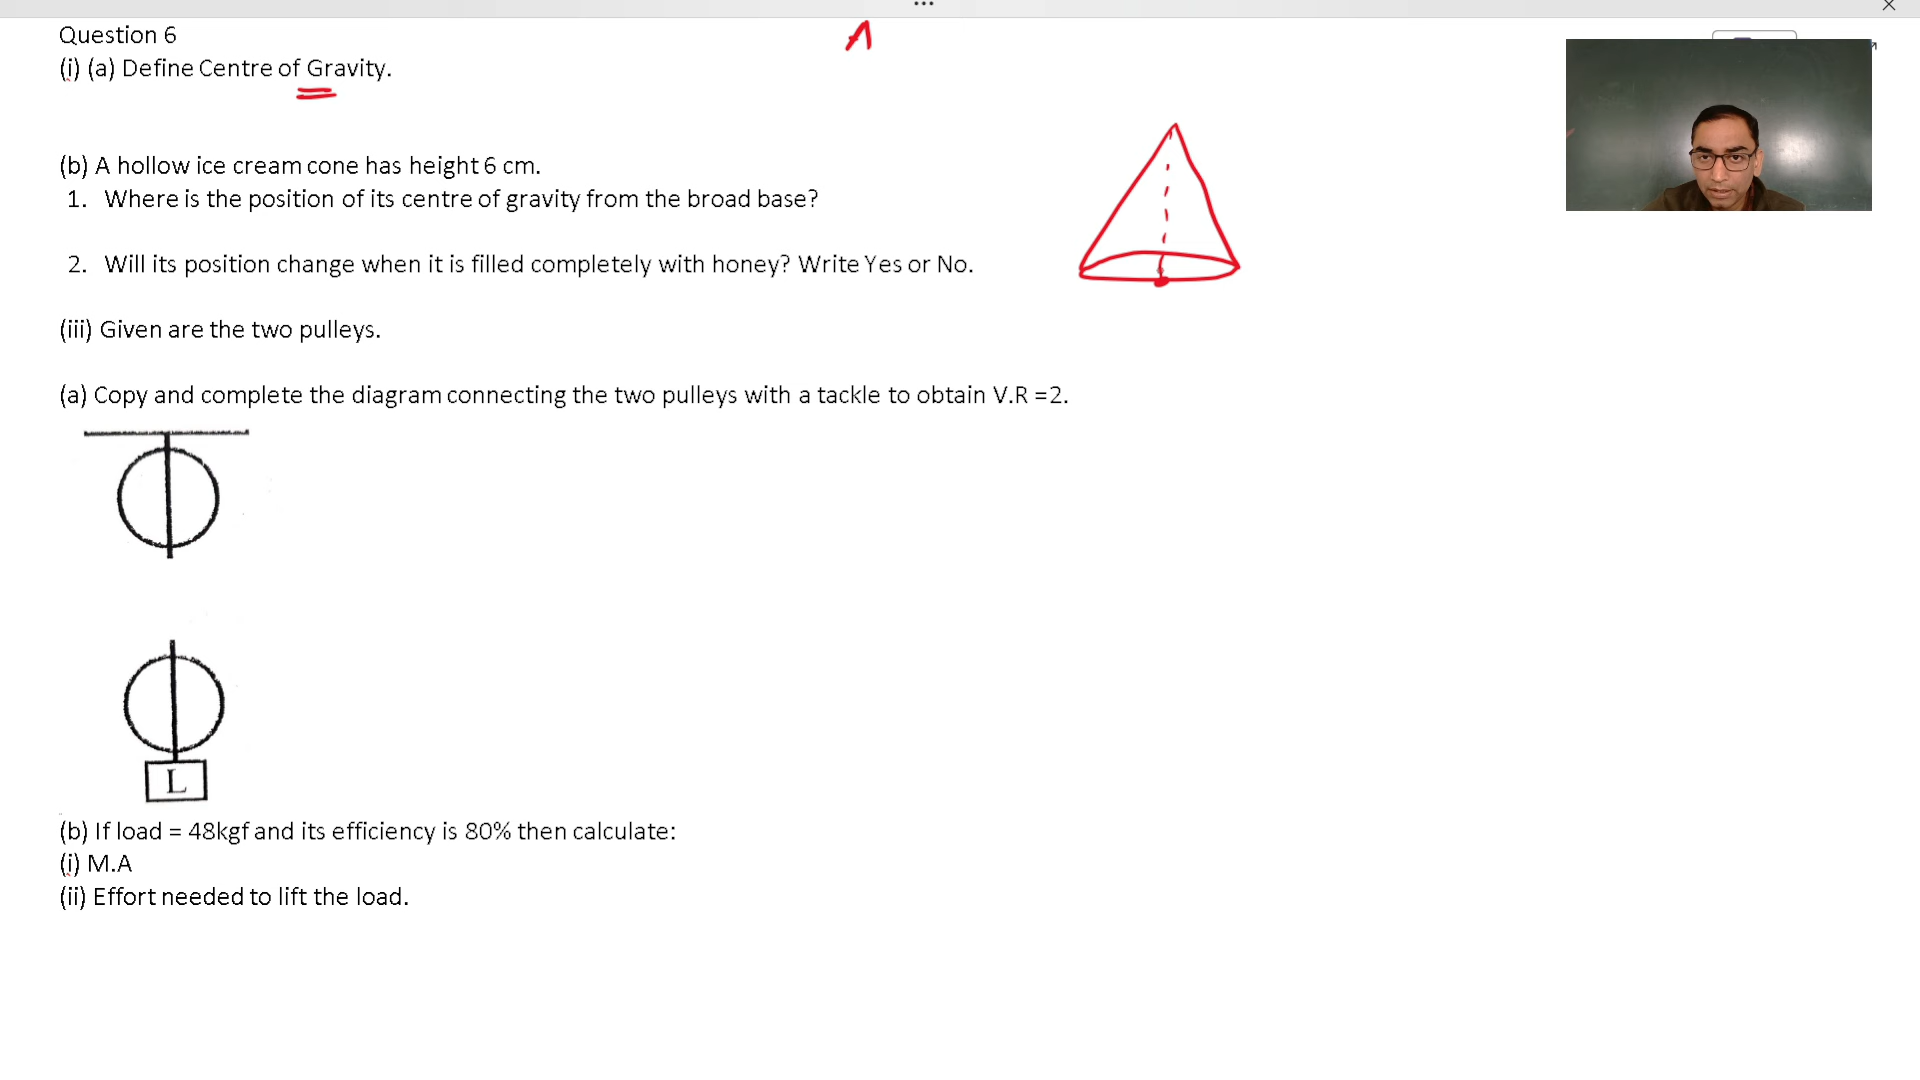 Question 6
(i) (a) Define Centre of Gravity.
(b) A hollow ice cream cone has height 6 cm.
1. Where is the position of its centre of gravity from the broad base?
2. Will its position change when it is filled completely with honey? Write Yes or No.
(iii) Given are the two pulleys.
(a) Copy and complete the diagram connecting the two pulleys with a tackle to obtain V.R =2.
L
(b) If load = 48kgf and its efficiency is 80% then calculate:
(i) M.A
(ii) Effort needed to lift the load.